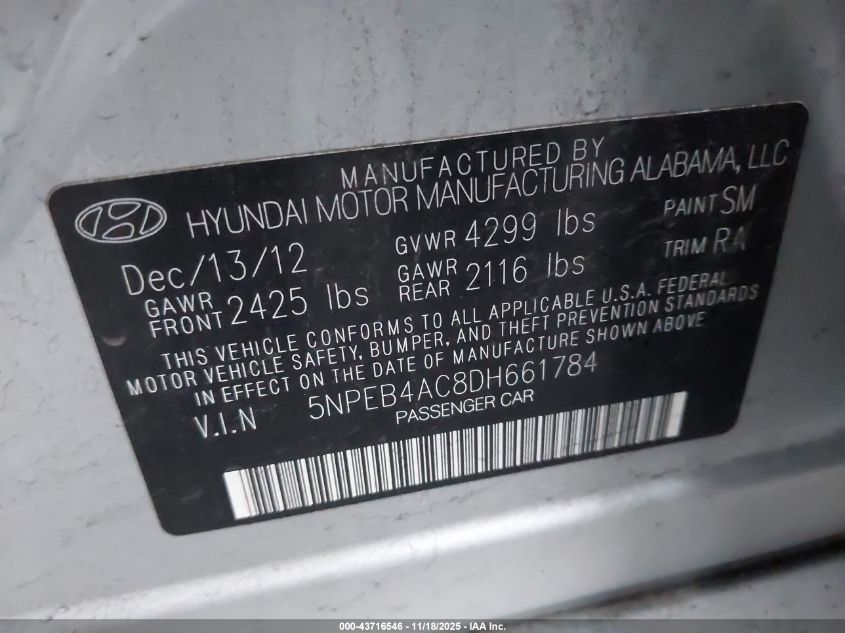 MANUFACTURED BY
HYUNDAI MOTOR MANUFACTURING ALABAMA, LLC
Dec/13/12 GVWR 4299 lbs PAINT SM
GAWR FRONT 2425 lbs GAWR REAR 2116 lbs TRIM RA
THIS VEHICLE CONFORMS TO ALL APPLICABLE U.S.A. FEDERAL
MOTOR VEHICLE SAFETY, BUMPER, AND THEFT PREVENTION STANDARDS
IN EFFECT ON THE DATE OF MANUFACTURE SHOWN ABOVE
V.I.N 5NPEB4AC8DH661784
PASSENGER CAR
000-43716546 - 11/18/2025 - IAA Inc.